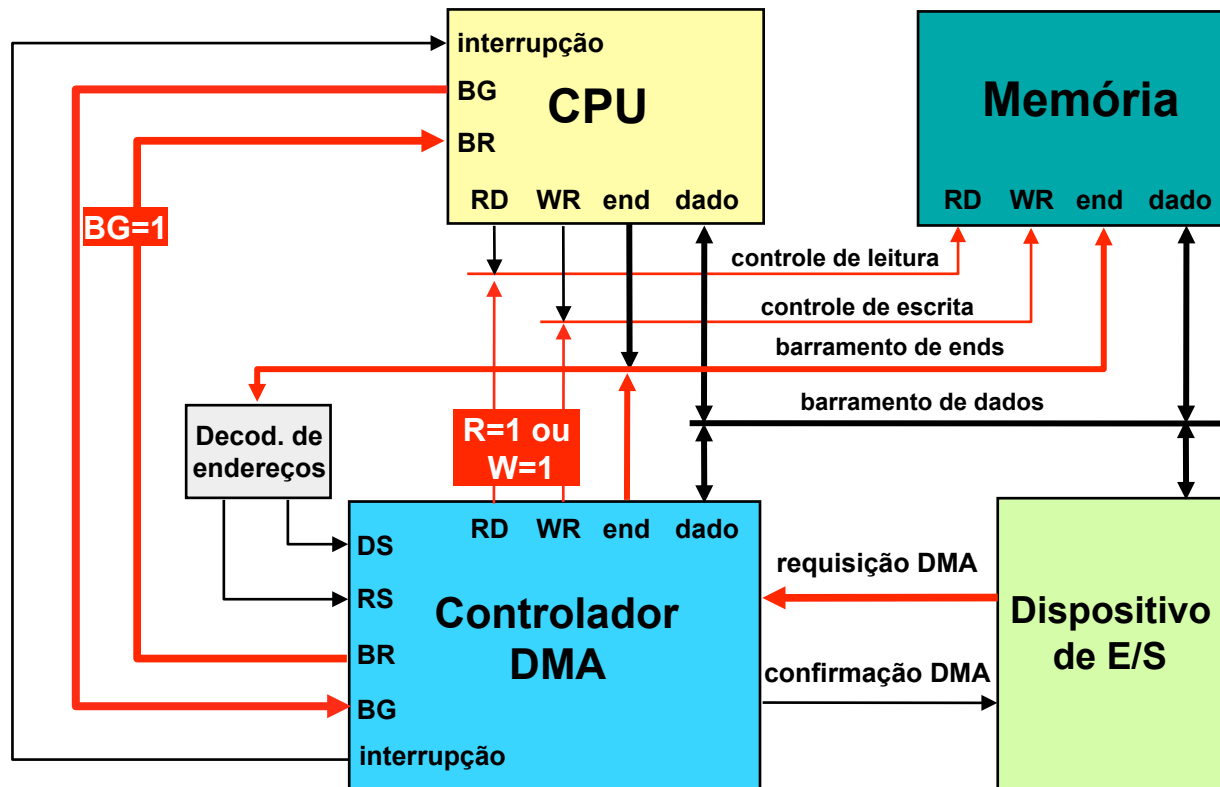 interrupção
BG
CPU
BR
RD WR end dado
Memória
RD WR end dado
BG=1
controle de leitura
controle de escrita
barramento de ends
barramento de dados
Decod. de
endereços
R=1 ou
W=1
RD WR end dado
DS
RS
Controlador
DMA
BR
BG
interrupção
requisição DMA
confirmação DMA
Dispositivo
de E/S